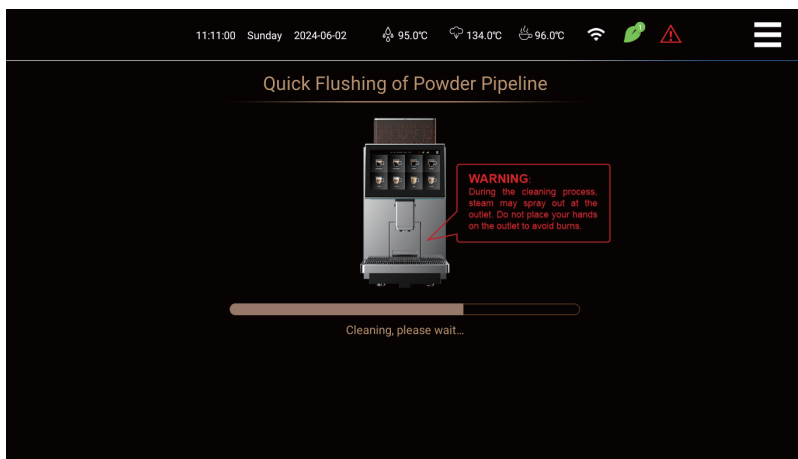 11:11:00 Sunday 2024-06-02 95.0℃ 134.0℃ 96.0℃ 1
Quick Flushing of Powder Pipeline
WARNING:
During the cleaning process,
steam may spray out at the
outlet. Do not place your hands
on the outlet to avoid burns.
Cleaning, please wait...